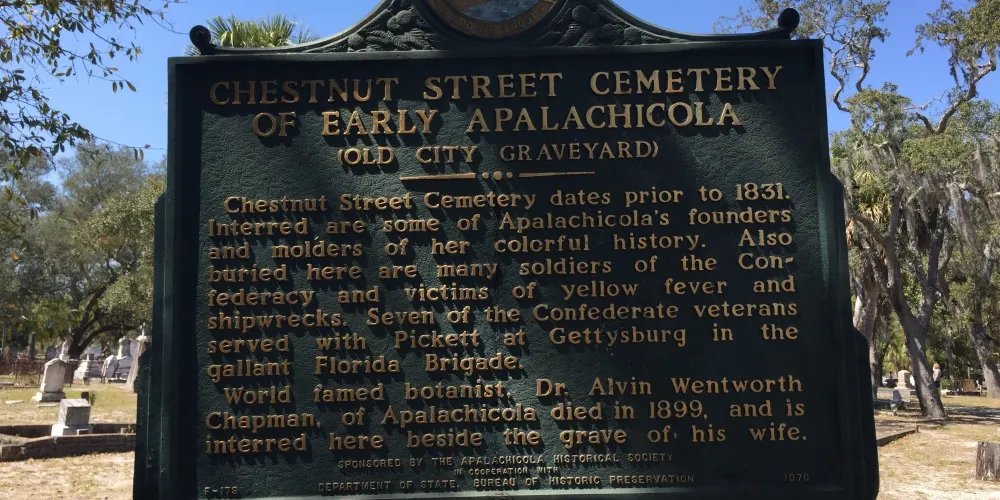 CHESTNUT STREET CEMETERY
OF EARLY APALACHICOLA
(OLD CITY GRAVEYARD)
Chestnut Street Cemetery dates prior to 1831.
Interred are some of Apalachicola's founders
and molders of her colorful history. Also
buried here are many soldiers of the Con-
federacy and victims of yellow fever and
shipwrecks. Seven of the Confederate veterans
served with Pickett at Gettysburg in the
gallant Florida Brigade.
World famed botanist, Dr. Alvin Wentworth
Chapman, of Apalachicola died in 1899, and is
interred here beside the grave of his wife.
SPONSORED BY THE APALACHICOLA HISTORICAL SOCIETY
IN COOPERATION WITH
F-178 DEPARTMENT OF STATE, BUREAU OF HISTORIC PRESERVATION 1970